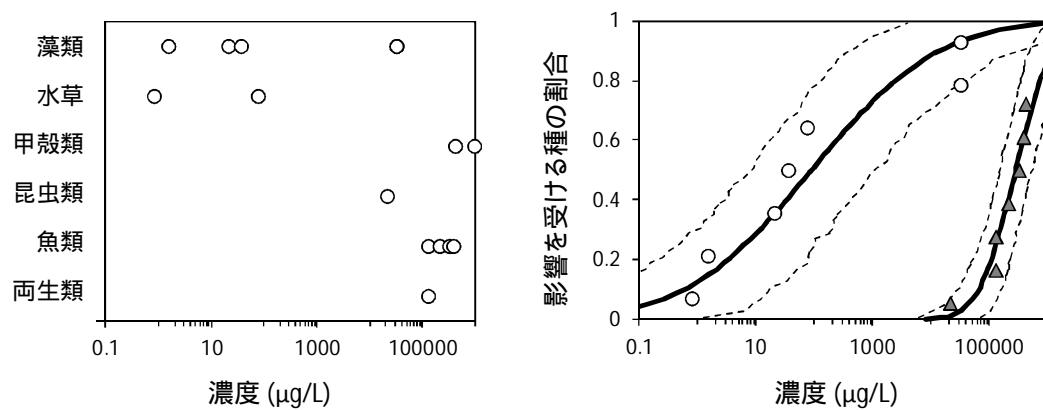 藻類
水草
甲殻類
昆虫類
魚類
両生類
0.1 10 1000 100000
濃度 (µg/L)
影響を受ける種の割合
1
0.8
0.6
0.4
0.2
0
0.1 10 1000 100000
濃度 (µg/L)